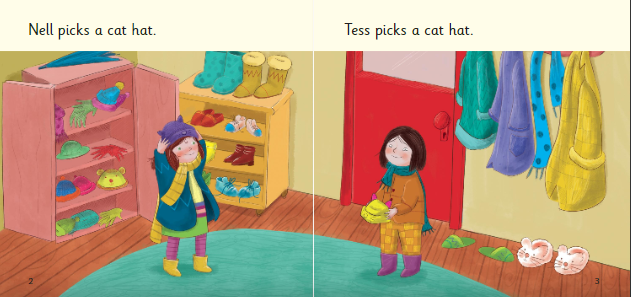 Nell picks a cat hat.
Tess picks a cat hat.
2
3